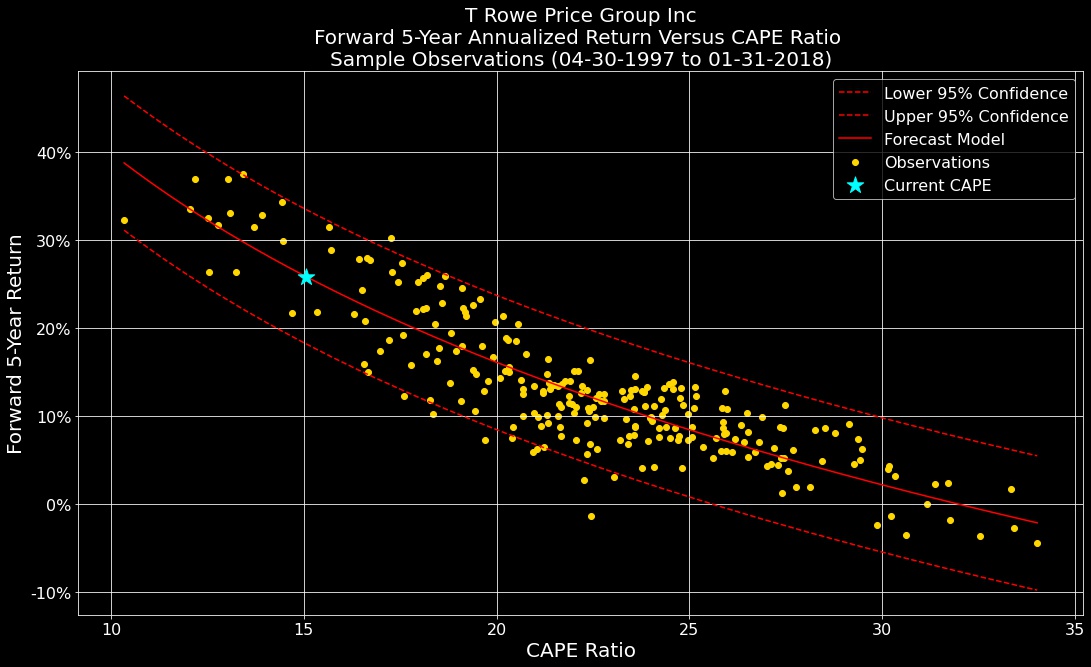 T Rowe Price Group Inc
Forward 5-Year Annualized Return Versus CAPE Ratio
Sample Observations (04-30-1997 to 01-31-2018)
Lower 95% Confidence
Upper 95% Confidence
Forecast Model
Observations
Current CAPE
Forward 5-Year Return
40%
30%
20%
10%
0%
-10%
10 15 20 25 30 35
CAPE Ratio